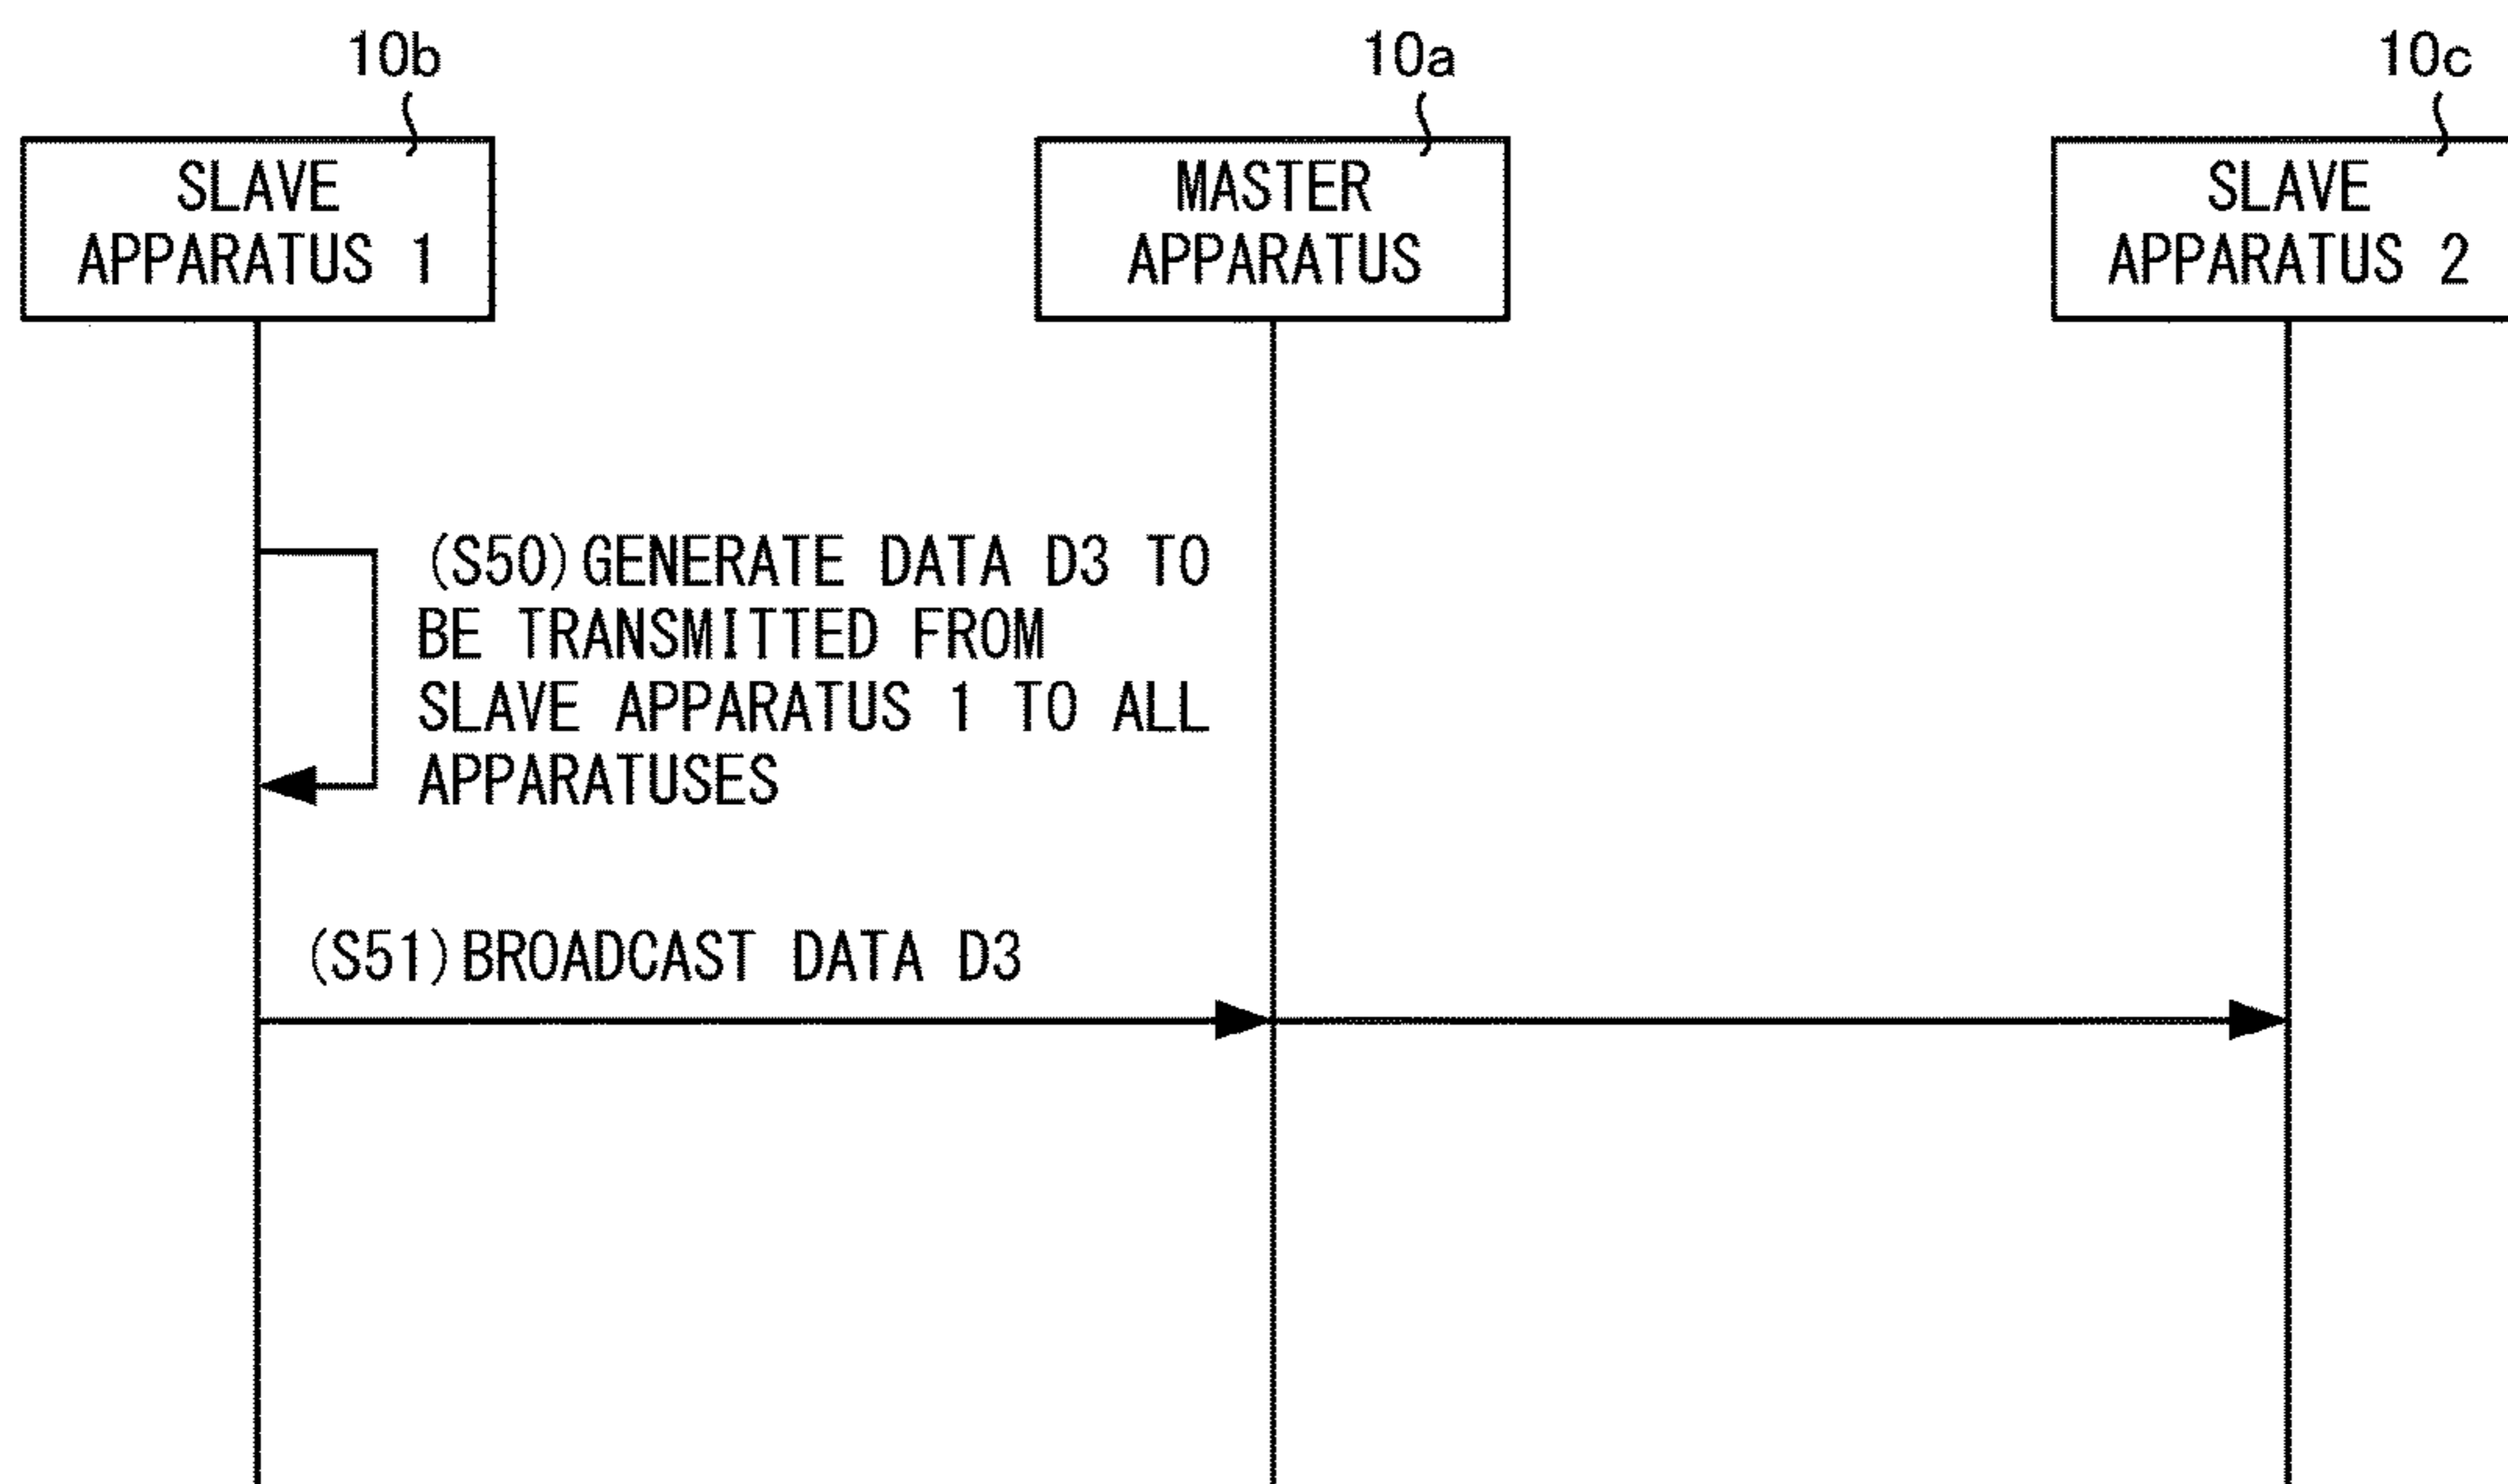 10b
10a
10c
SLAVE
APPARATUS 1
MASTER
APPARATUS
SLAVE
APPARATUS 2
(S50) GENERATE DATA D3 TO
BE TRANSMITTED FROM
SLAVE APPARATUS 1 TO ALL
APPARATUSES
(S51) BROADCAST DATA D3